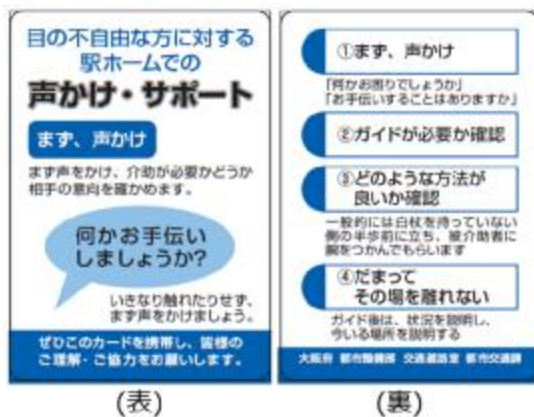 目の不自由な方に対する
駅ホームでの
声かけ・サポート
まず、声かけ
まず声をかけ、介助が必要かどうか
相手の意向を確かめます。
何かお手伝い
しましょうか?
いきなり触れたりせず、
まず声をかけましょう。
ぜひこのカードを携帯し、皆様の
ご理解・ご協力をお願いします。
(表)
①まず、声かけ
「何かお困りでしょうか」
「お手伝いすることはありますか」
②ガイドが必要か確認
③どのような方法が
良いか確認
一般的には白杖を持っていない
側の半歩前に立ち、被介助者に
腕をつかんでもらいます
④だまって
その場を離れない
ガイド後は、状況を説明し、
今いる場所を説明する
大阪府 都市整備部 交通道路室 都市交通課
(裏)